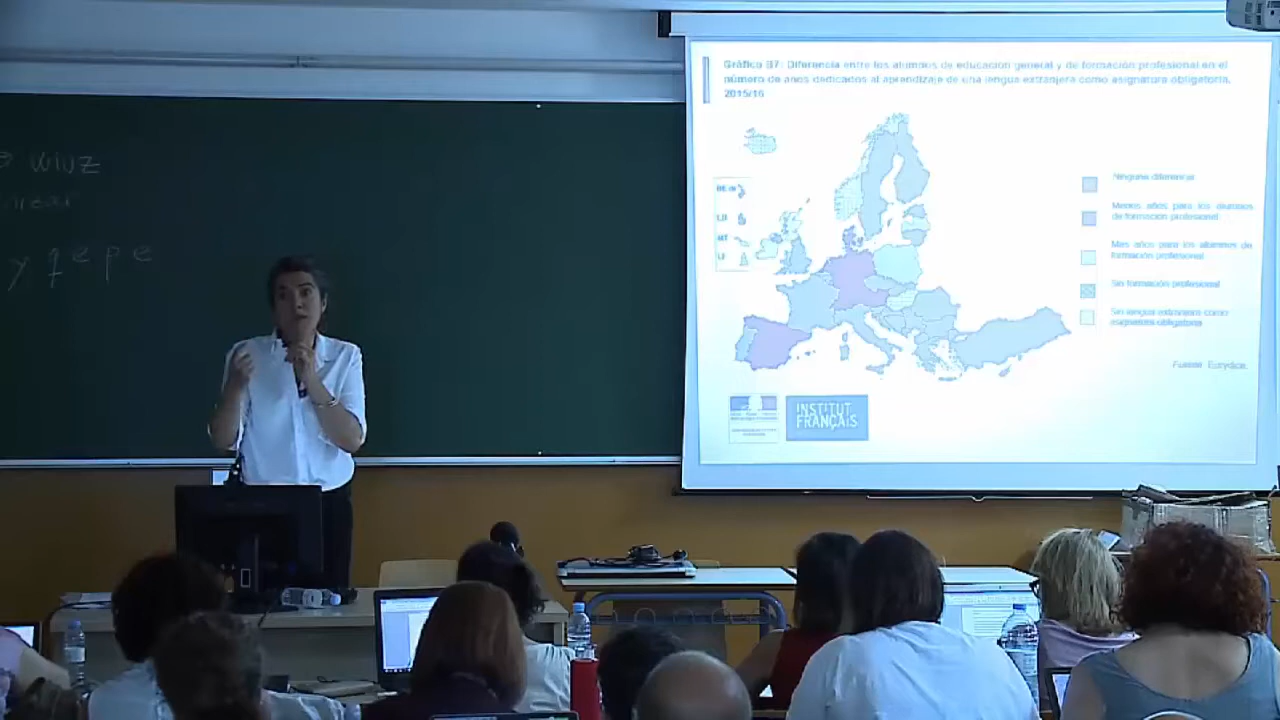 wiuz
y q e p e
Gráfico B7: Diferencia entre los alumnos de educación general y de formación profesional en el
número de años dedicados al aprendizaje de una lengua extranjera como asignatura obligatoria,
2015/16
Ninguna diferencia
Menos años para los alumnos
de formación profesional
Más años para los alumnos de
formación profesional
Sin formación profesional
Sin lengua extranjera como
asignatura obligatoria
Fuente: Eurydice.
INSTITUT
FRANÇAIS